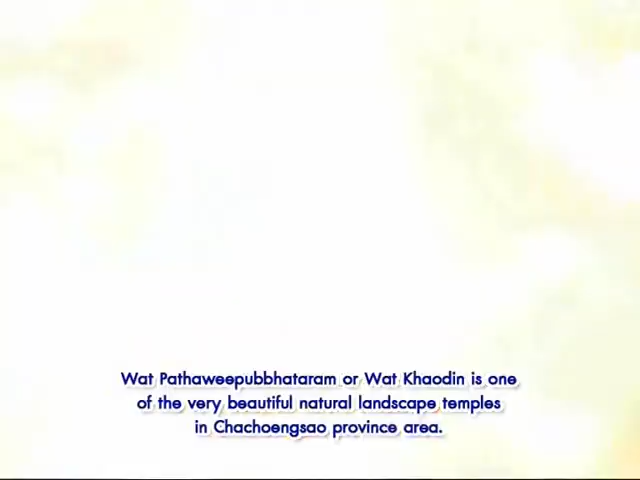 Wat Pathaweepubbhataram or Wat Khaodin is one
of the very beautiful natural landscape temples
in Chachoengsao province area.